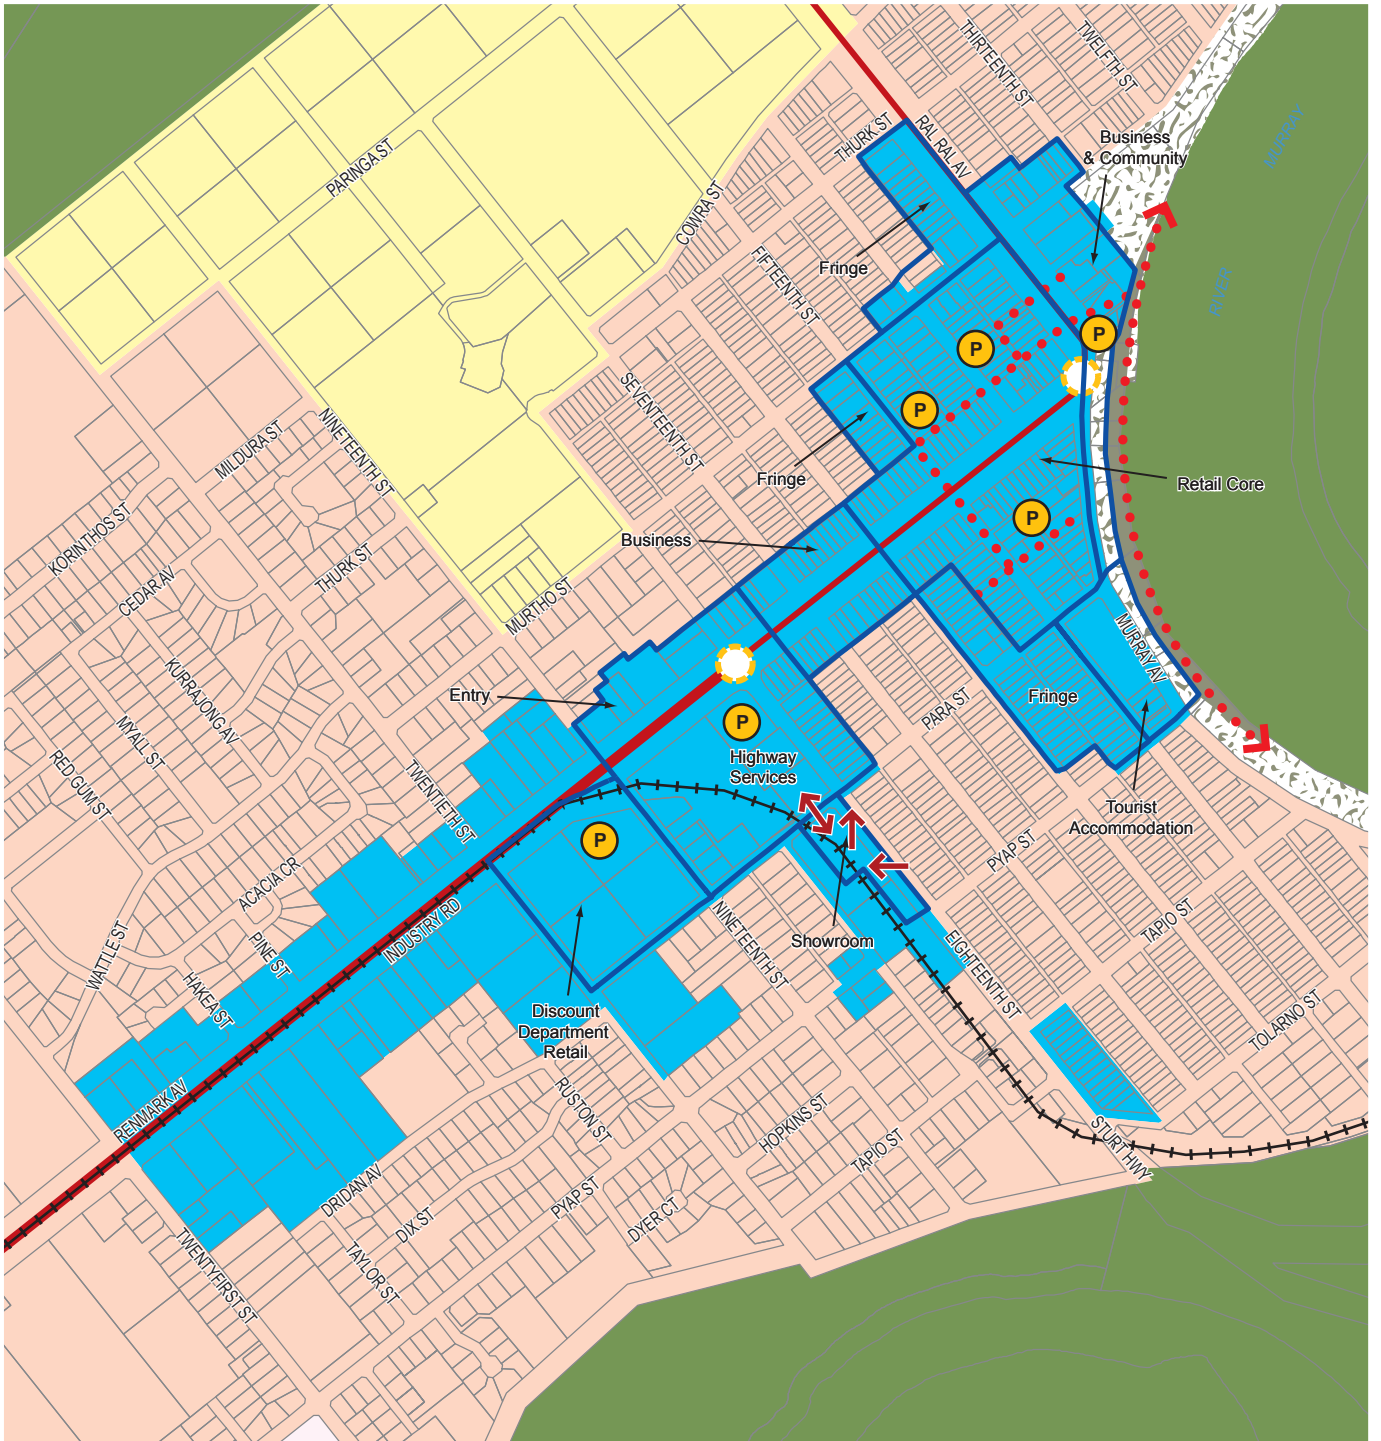 THIRTEENTH ST
TWELFTH ST
THURK ST
RAL RAL AV
Business
& Community
MURRAY
RIVER
PARINGA ST
COWRA ST
FIFTEENTH ST
Fringe
P
P
P
SEVENTEENTH ST
NINETEENTH ST
MILDURA ST
Fringe
Retail Core
P
KORINTHOS ST
CEDAR AV
THURK ST
Business
MURTHO ST
KURRAJONG AV
MYALL ST
RED GUM ST
Entry
MURRAY AV
Fringe
PARA ST
P
Highway
Services
TWENTIETH ST
P
Tourist
Accommodation
PYAP ST
ACACIA CR
WATTLE ST
PINE ST
HAKEA ST
INDUSTRY RD
NINETEENTH ST
Showroom
EIGHTEENTH ST
TAPIO ST
TOLARNO ST
Discount
Department
Retail
RENMARK AV
RUSTON ST
HOPKINS ST
TAPIO ST
STURT HWY
DRIDAN AV
DIX ST
PYAP ST
DYER CT
TAYLOR ST
TWENTYFIRST ST